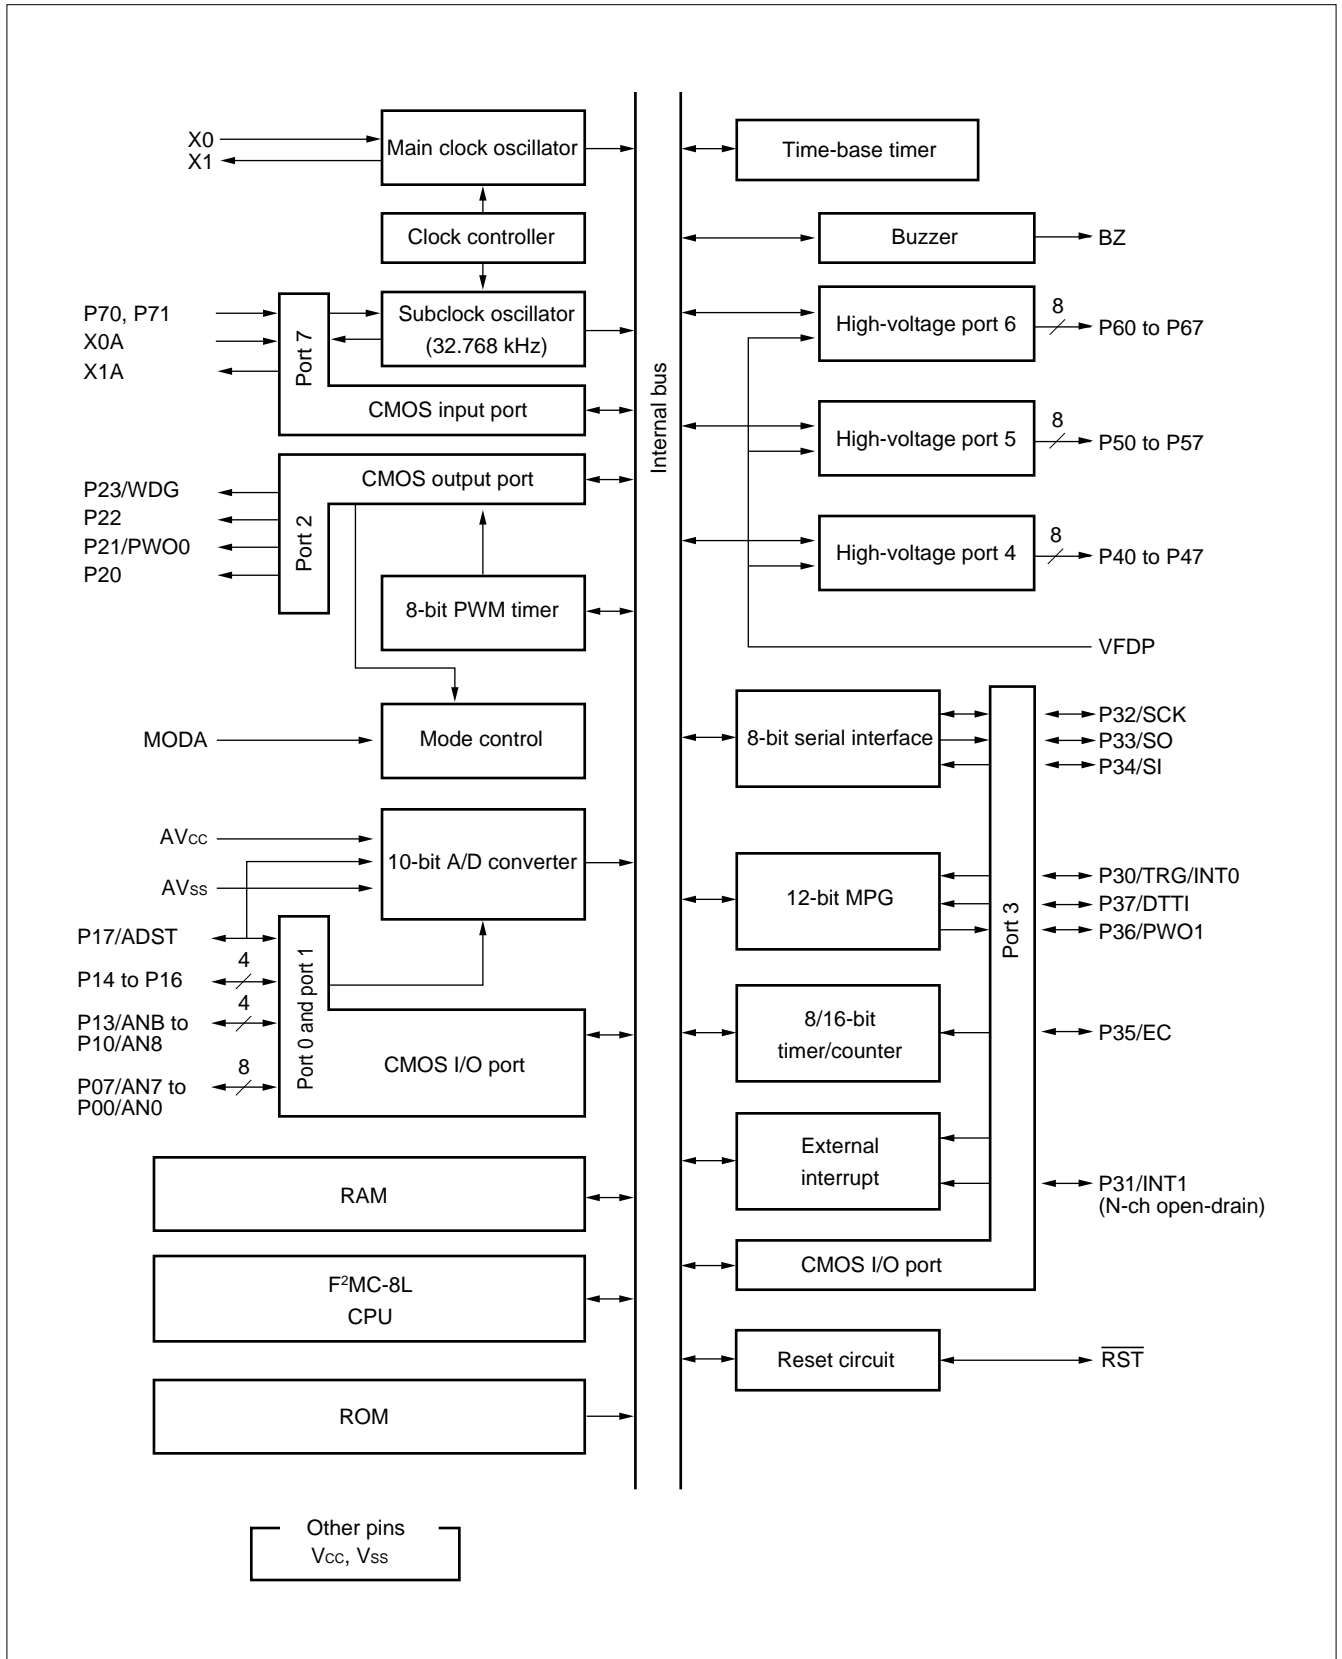 X0
X1
Main clock oscillator
Clock controller
P70, P71
X0A
X1A
Port 7
Subclock oscillator
(32.768 kHz)
CMOS input port
P23/WDG
P22
P21/PWO0
P20
Port 2
CMOS output port
8-bit PWM timer
MODA
Mode control
AVCC
AVSS
10-bit A/D converter
P17/ADST
P14 to P16
4
P13/ANB to
P10/AN8
4
P07/AN7 to
P00/AN0
8
Port 0 and port 1
CMOS I/O port
RAM
F²MC-8L
CPU
ROM
Other pins
VCC, VSS
Internal bus
Time-base timer
Buzzer
BZ
High-voltage port 6
8
P60 to P67
High-voltage port 5
8
P50 to P57
High-voltage port 4
8
P40 to P47
VFDP
8-bit serial interface
P32/SCK
P33/SO
P34/SI
12-bit MPG
Port 3
P30/TRG/INT0
P37/DTTI
P36/PWO1
8/16-bit
timer/counter
P35/EC
External
interrupt
P31/INT1
(N-ch open-drain)
CMOS I/O port
Reset circuit
RST